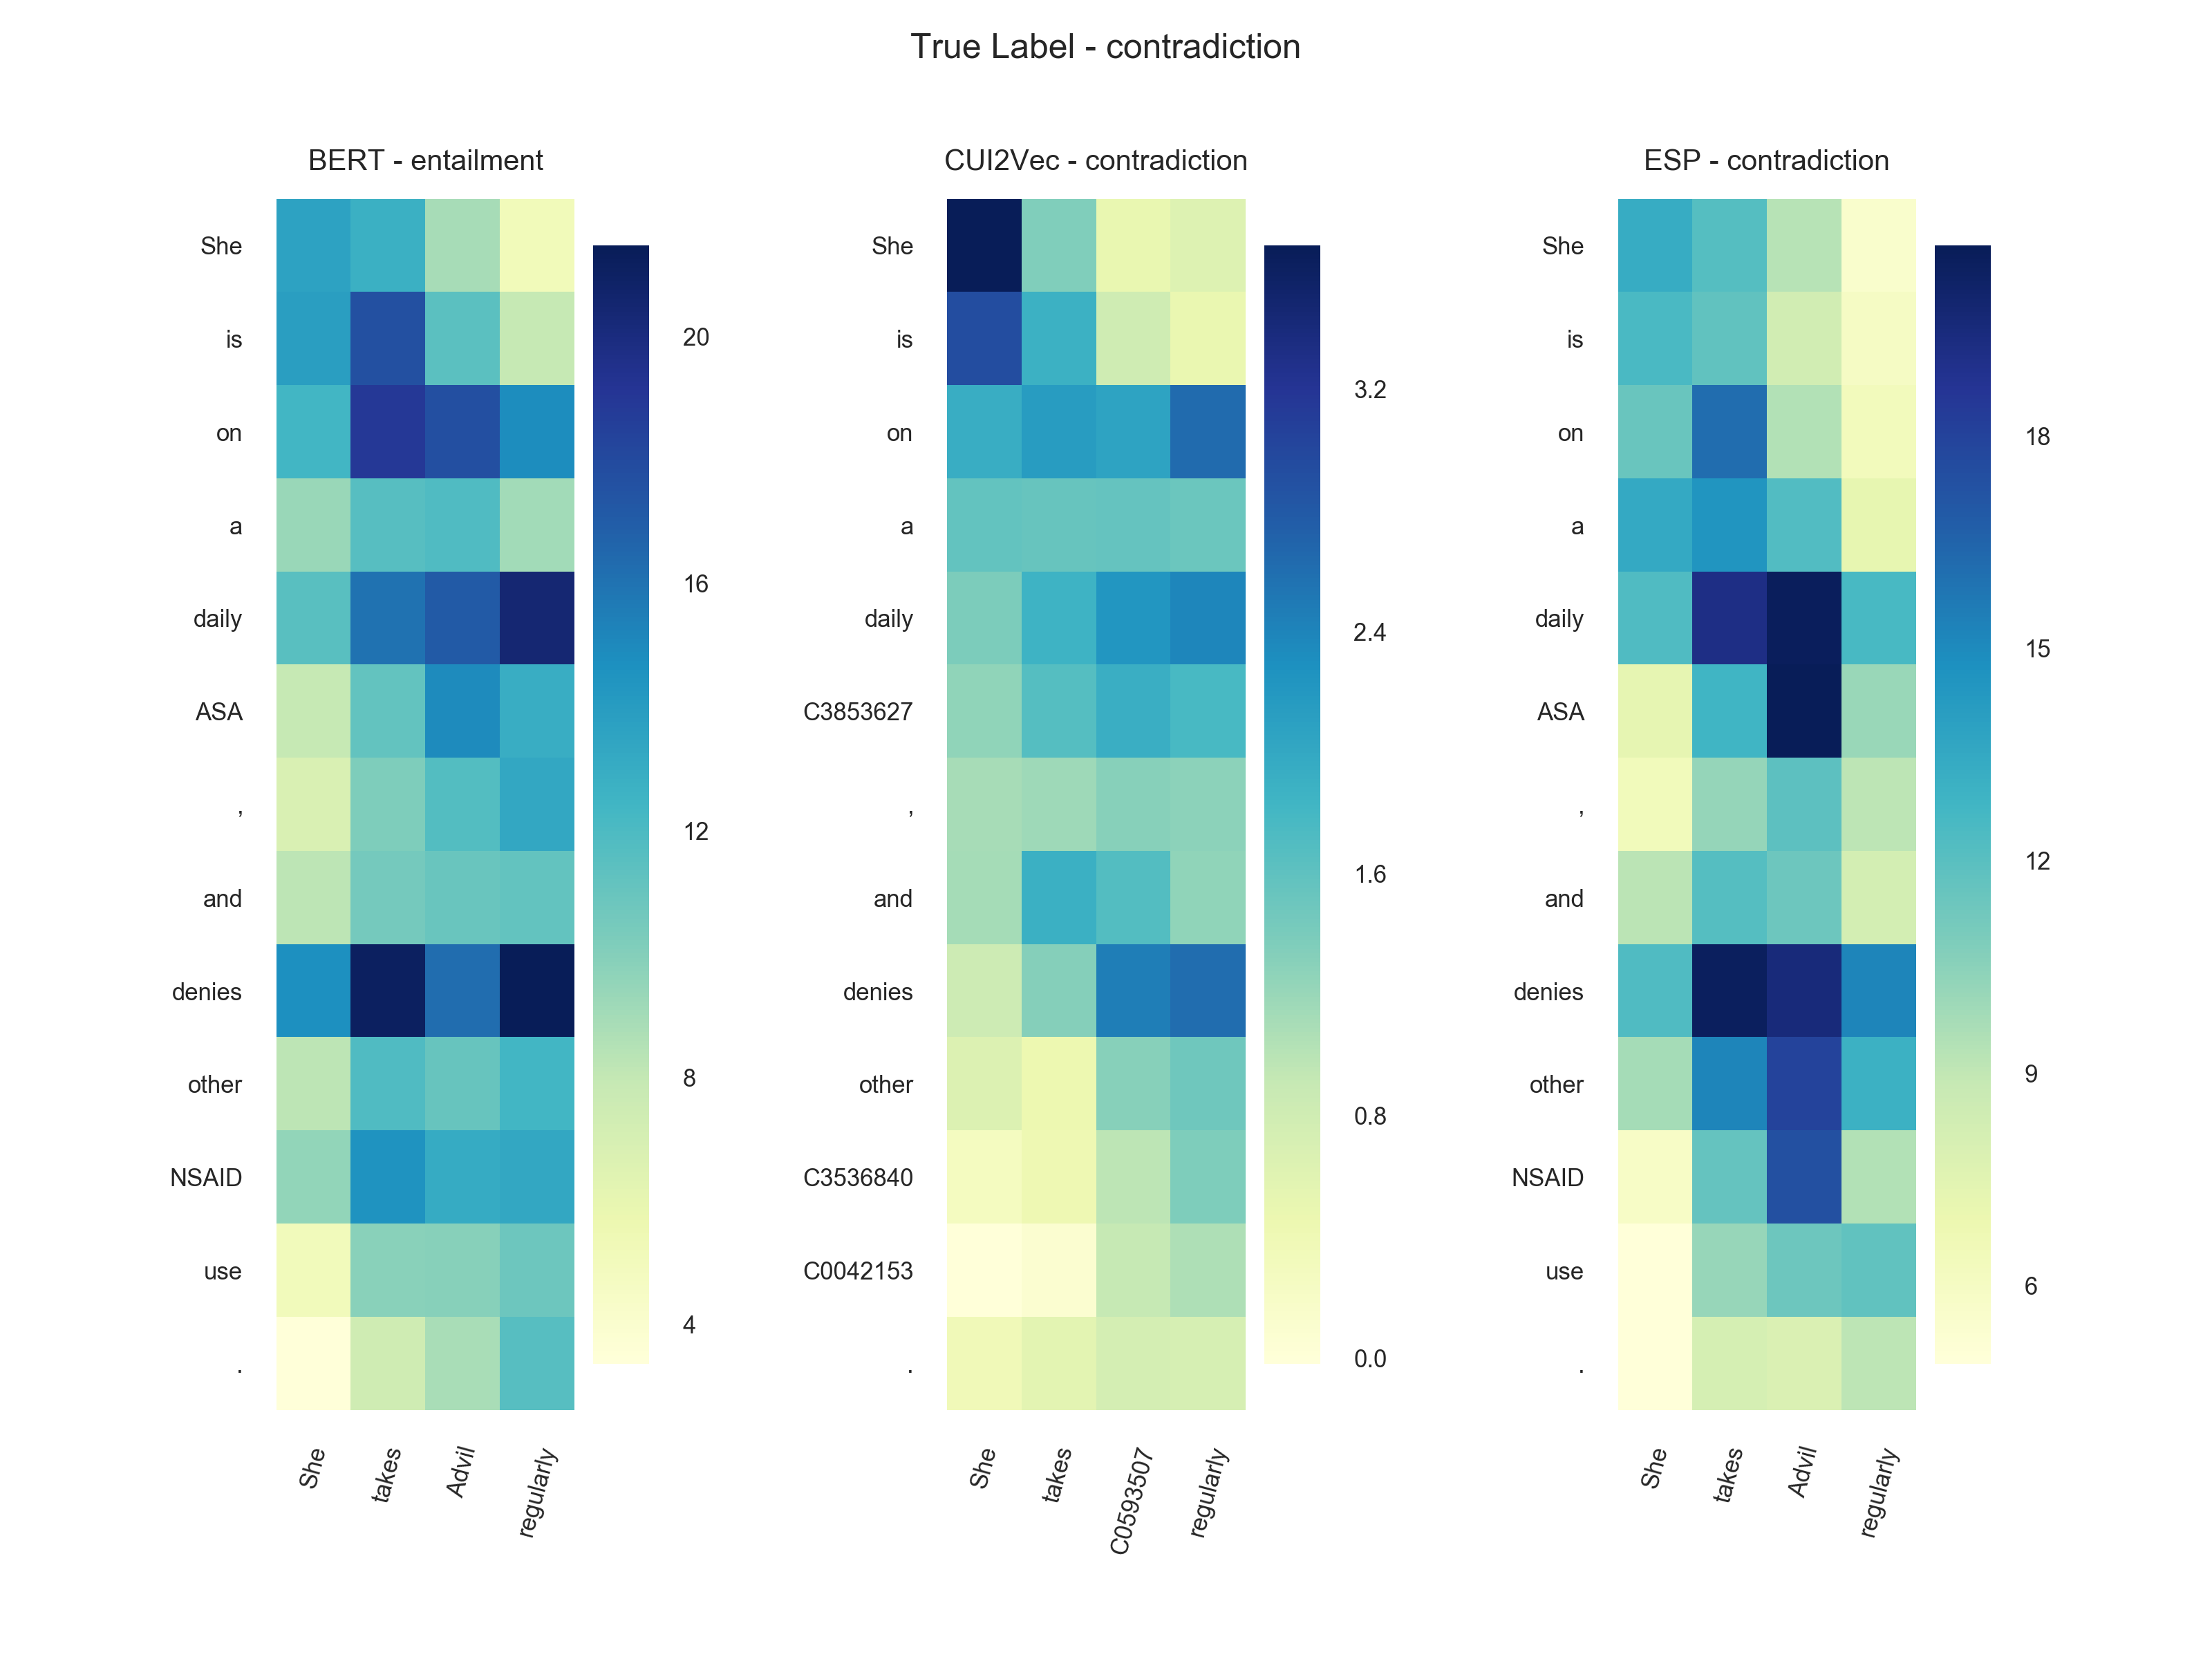 True Label - contradiction
BERT - entailment
She
is
on
a
daily
ASA
,
and
denies
other
NSAID
use
.
She
takes
Advil
regularly
20
16
12
8
4
CUI2Vec - contradiction
She
is
on
a
daily
C3853627
,
and
denies
other
C3536840
C0042153
.
She
takes
C0593507
regularly
3.2
2.4
1.6
0.8
0.0
ESP - contradiction
She
is
on
a
daily
ASA
,
and
denies
other
NSAID
use
.
She
takes
Advil
regularly
18
15
12
9
6